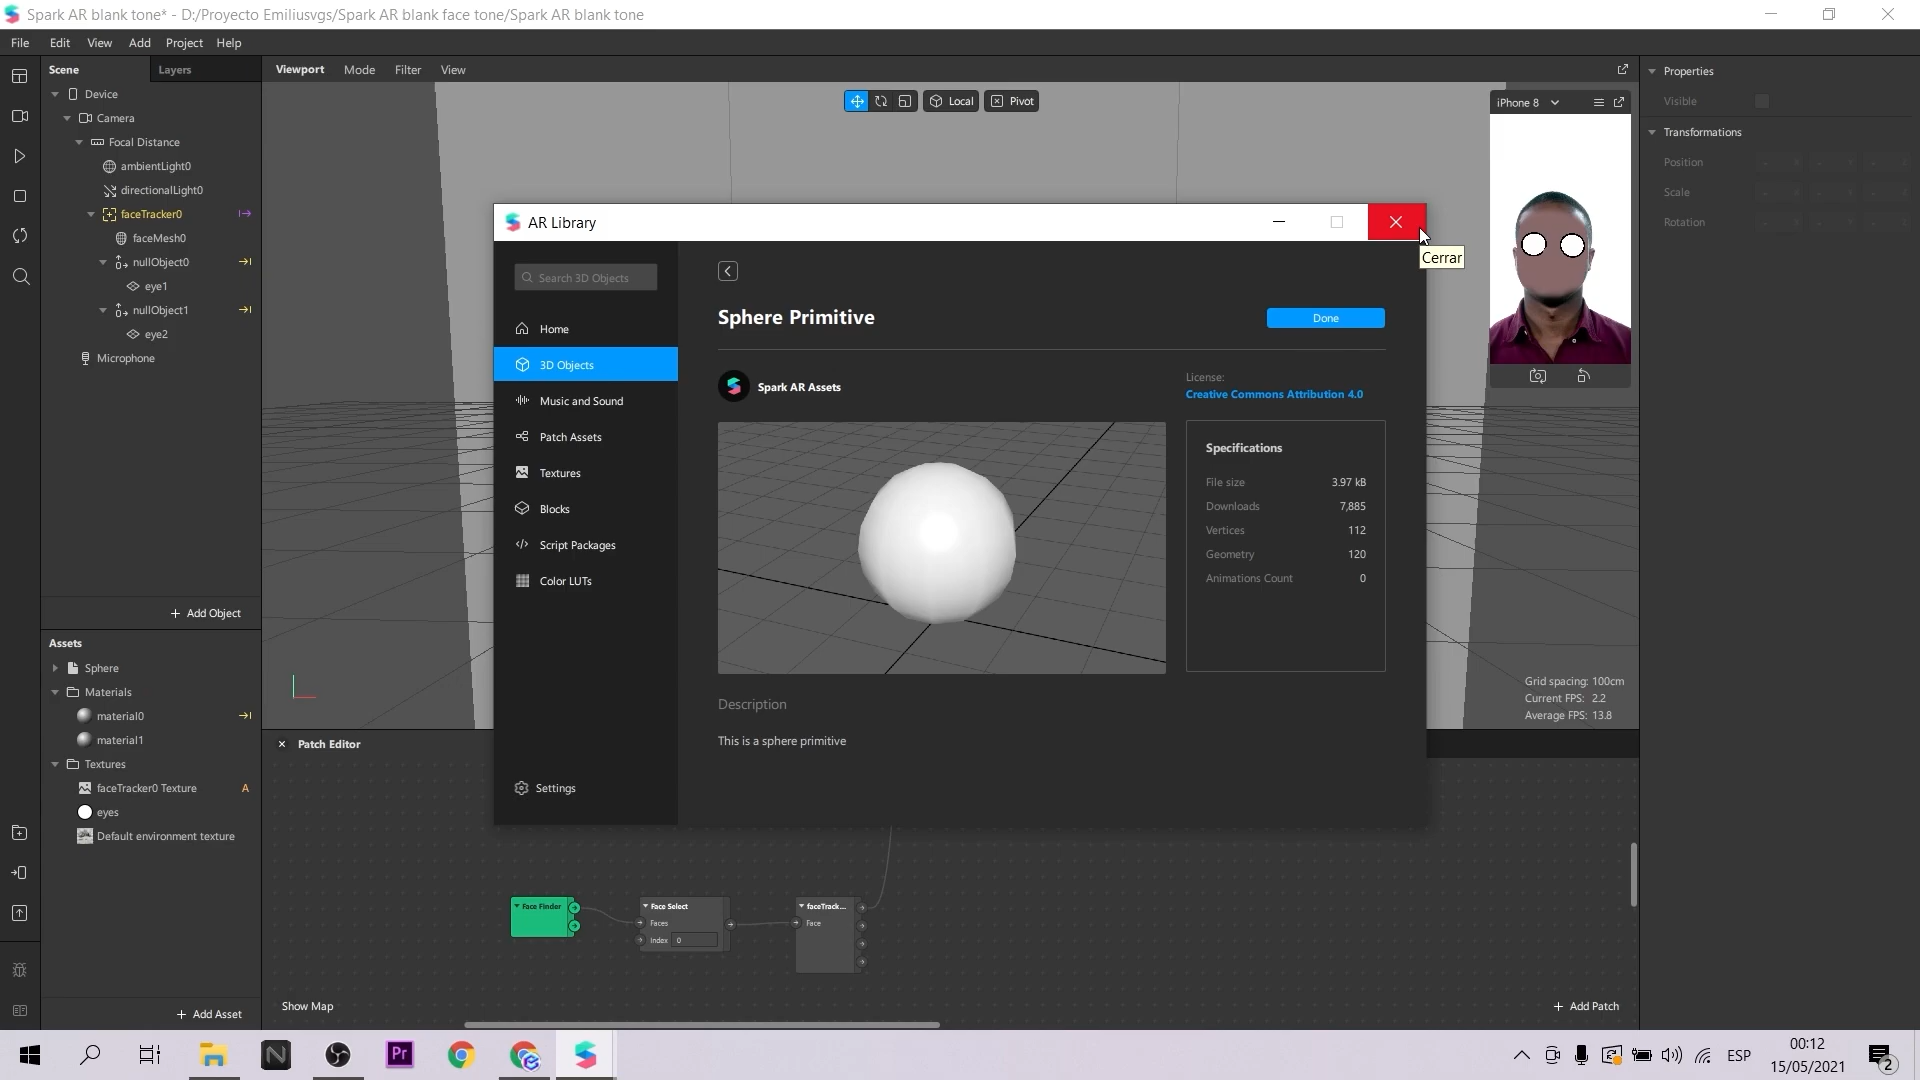 Spark AR blank tone* - D:/Proyecto Emiliusvgs/Spark AR blank face tone/Spark AR blank tone
File Edit View Add Project Help
Scene Layers
Device
Camera
Focal Distance
ambientLight0
directionalLight0
faceTracker0
faceMesh0
nullObject0
eye1
nullObject1
eye2
Microphone
+ Add Object
Assets
Sphere
Materials
material0
material1
Textures
faceTracker0 Texture A
eyes
Default environment texture
+ Add Asset
Viewport Mode Filter View
Local Pivot
iPhone 8
Grid spacing: 100cm
Current FPS: 2.2
Average FPS: 13.8
AR Library
Cerrar
Search 3D Objects
Home
3D Objects
Music and Sound
Patch Assets
Textures
Blocks
Script Packages
Color LUTs
Settings
Sphere Primitive
Done
Spark AR Assets
License:
Creative Commons Attribution 4.0
Specifications
File size 3.97 kB
Downloads 7,885
Vertices 112
Geometry 120
Animations Count 0
Description
This is a sphere primitive
Patch Editor
Face Finder
Face Select
Faces
Index 0
faceTrack...
Face
Show Map
+ Add Patch
Properties
Visible
Transformations
Position
Scale
Rotation
Pr
ESP
00:12
15/05/2021
2